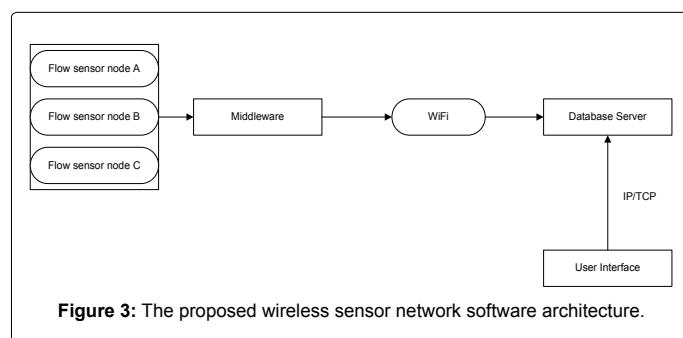 Flow sensor node A
Flow sensor node B
Middleware
WiFi
Database Server
Flow sensor node C
IP/TCP
User Interface
Figure 3: The proposed wireless sensor network software architecture.